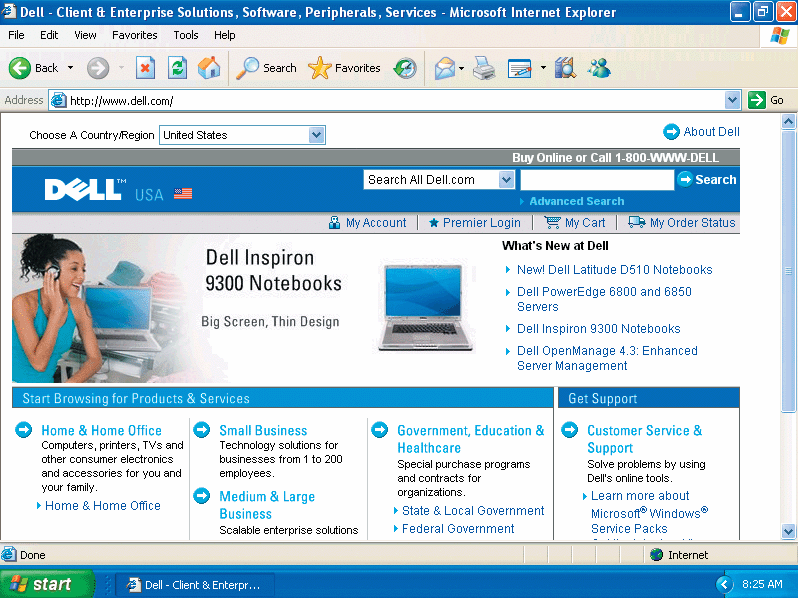 Dell - Client & Enterprise Solutions, Software, Peripherals, Services - Microsoft Internet Explorer
File Edit View Favorites Tools Help
Back Search Favorites
Address http://www.dell.com/ Go
Choose A Country/Region United States About Dell
Buy Online or Call 1-800-WWW-DELL
DELL™ USA Search All Dell.com Search
Advanced Search
My Account Premier Login My Cart My Order Status
Dell Inspiron
9300 Notebooks
Big Screen, Thin Design
What's New at Dell
New! Dell Latitude D510 Notebooks
Dell PowerEdge 6800 and 6850
Servers
Dell Inspiron 9300 Notebooks
Dell OpenManage 4.3: Enhanced
Server Management
Start Browsing for Products & Services
Home & Home Office
Computers, printers, TVs and
other consumer electronics
and accessories for you and
your family.
Home & Home Office
Small Business
Technology solutions for
businesses from 1 to 200
employees.
Medium & Large
Business
Scalable enterprise solutions
Government, Education &
Healthcare
Special purchase programs
and contracts for
organizations.
State & Local Government
Federal Government
Get Support
Customer Service &
Support
Solve problems by using
Dell's online tools.
Learn more about
Microsoft® Windows®
Service Packs
Done Internet
start Dell - Client & Enterpr... 8:25 AM